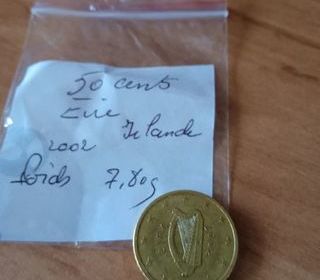 50 cents
Eire
2002 Irlande
Poids 7,80g